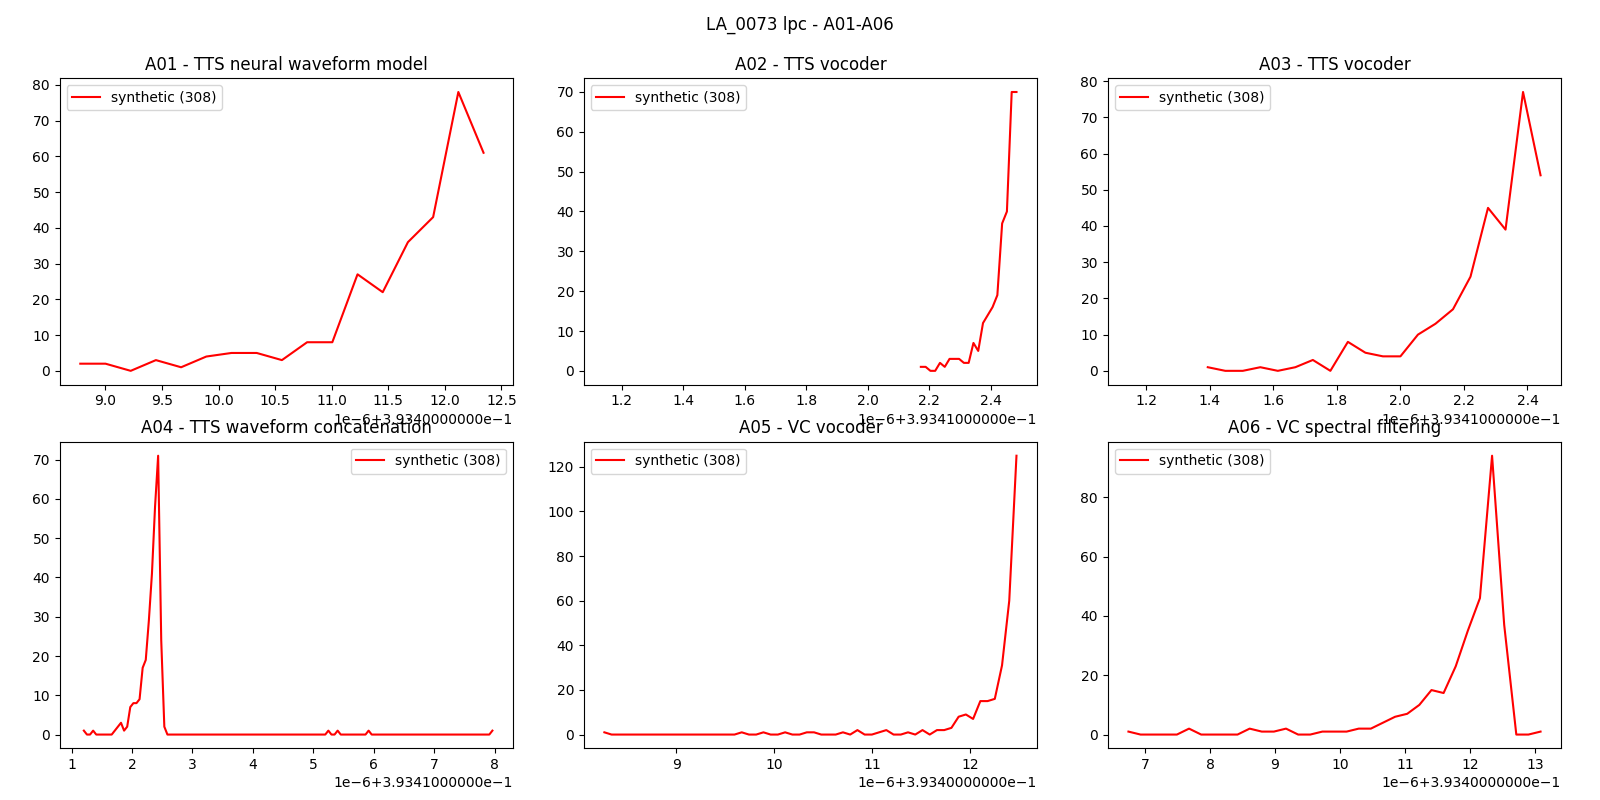 LA_0073 lpc - A01-A06
A01 - TTS neural waveform model
80
70
60
50
40
30
20
10
0
synthetic (308)
9.0 9.5 10.0 10.5 11.0 11.5 12.0 12.5
1e-6+3.9340000000e-1
A02 - TTS vocoder
70
60
50
40
30
20
10
0
synthetic (308)
1.2 1.4 1.6 1.8 2.0 2.2 2.4
1e-6+3.9341000000e-1
A03 - TTS vocoder
80
70
60
50
40
30
20
10
0
synthetic (308)
1.2 1.4 1.6 1.8 2.0 2.2 2.4
1e-6+3.9341000000e-1
A04 - TTS waveform concatenation
70
60
50
40
30
20
10
0
synthetic (308)
1 2 3 4 5 6 7 8
1e-6+3.9341000000e-1
A05 - VC vocoder
120
100
80
60
40
20
0
synthetic (308)
9 10 11 12
1e-6+3.9340000000e-1
A06 - VC spectral filtering
80
60
40
20
0
synthetic (308)
7 8 9 10 11 12 13
1e-6+3.9340000000e-1